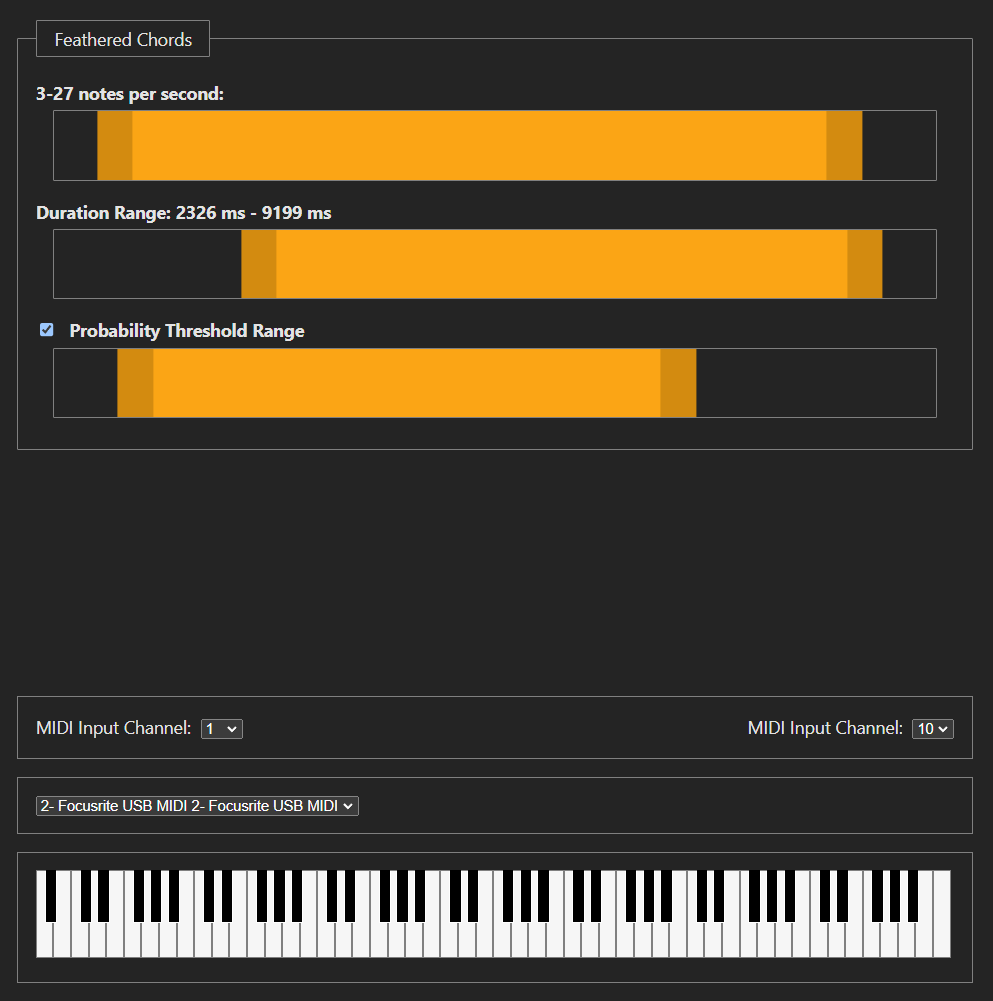 Feathered Chords
3-27 notes per second:
Duration Range: 2326 ms - 9199 ms
Probability Threshold Range
MIDI Input Channel: 1 MIDI Input Channel: 10
2- Focusrite USB MIDI 2- Focusrite USB MIDI